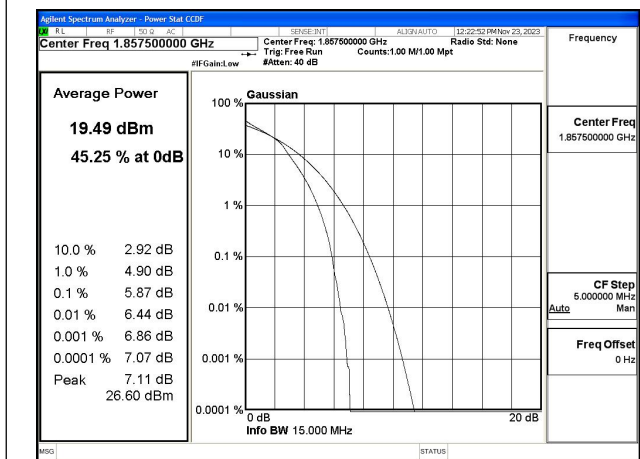 Agilent Spectrum Analyzer - Power Stat CCDF
RL RF 50 Ω AC SENSE:INT ALIGN AUTO 12:22:52 PM Nov 23, 2023
Center Freq 1.857500000 GHz
Center Freq: 1.857500000 GHz Radio Std: None
Trig: Free Run Counts:1.00 M/1.00 Mpt
#IFGain:Low #Atten: 40 dB
Frequency
Average Power
19.49 dBm
45.25 % at 0dB
10.0 % 2.92 dB
1.0 % 4.90 dB
0.1 % 5.87 dB
0.01 % 6.44 dB
0.001 % 6.86 dB
0.0001 % 7.07 dB
Peak 7.11 dB
26.60 dBm
Gaussian
100 %
10 %
1 %
0.1 %
0.01 %
0.001 %
0.0001 %
0 dB 20 dB
Info BW 15.000 MHz
Center Freq
1.857500000 GHz
CF Step
5.000000 MHz
Auto Man
Freq Offset
0 Hz
MSG STATUS